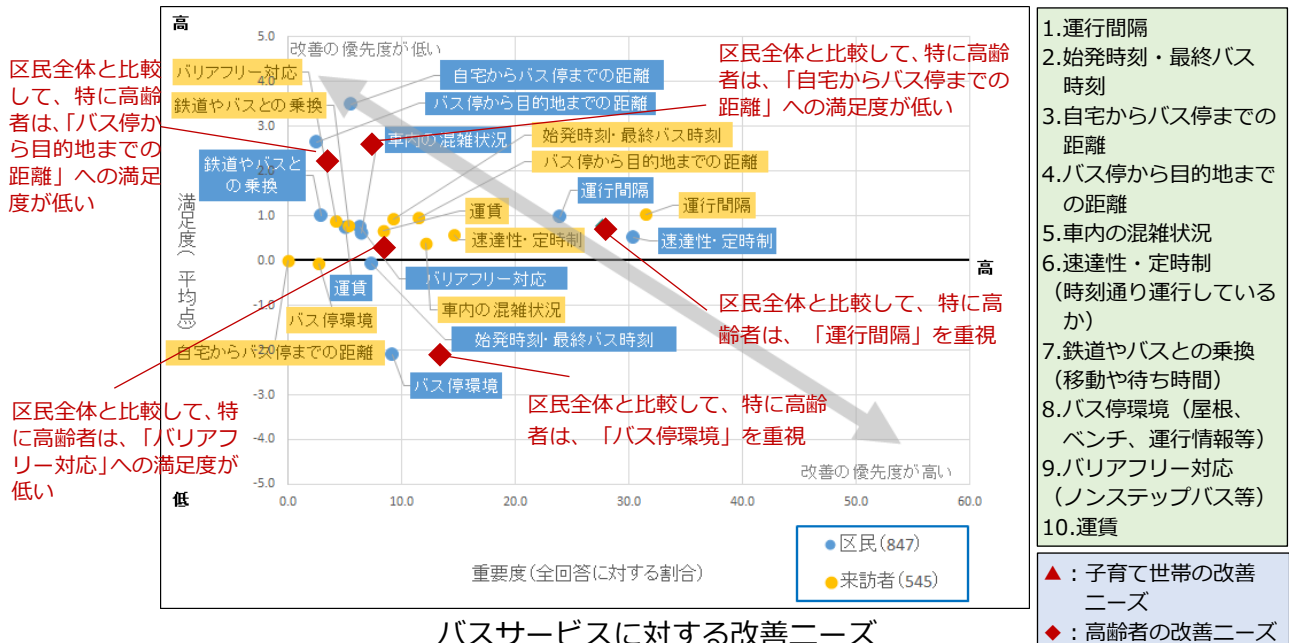 高
改善の優先度が低い
5.0
4.0
3.0
2.0
1.0
0.0
-1.0
-2.0
-3.0
-4.0
-5.0
低
満足度(平均点)
区民全体と比較
して、特に高齢
者は、「バス停か
ら目的地までの
距離」への満足
度が低い
バリアフリー対応
鉄道やバスとの乗換
自宅からバス停までの距離
バス停から目的地までの距離
車内の混雑状況
区民全体と比較して、特に高齢
者は、「自宅からバス停までの
距離」への満足度が低い
始発時刻・最終バス時刻
バス停から目的地までの距離
鉄道やバスと
の乗換
運行間隔
運行間隔
運賃
速達性・定時制
速達性・定時制
高
運賃
バリアフリー対応
バス停環境
車内の混雑状況
区民全体と比較して、特に高
齢者は、「運行間隔」を重視
自宅からバス停までの距離
始発時刻・最終バス時刻
バス停環境
区民全体と比較して、特に高齢
者は、「バス停環境」を重視
区民全体と比較して、特
に高齢者は、「バリアフ
リー対応」への満足度が
低い
改善の優先度が高い
0.0 10.0 20.0 30.0 40.0 50.0 60.0
重要度(全回答に対する割合)
区民(847)
来訪者(545)
1.運行間隔
2.始発時刻・最終バス
時刻
3.自宅からバス停までの
距離
4.バス停から目的地まで
の距離
5.車内の混雑状況
6.速達性・定時制
(時刻通り運行している
か)
7.鉄道やバスとの乗換
(移動や待ち時間)
8.バス停環境(屋根、
ベンチ、運行情報等)
9.バリアフリー対応
(ノンステップバス等)
10.運賃
▲:子育て世帯の改善
ニーズ
◆:高齢者の改善ニーズ
バスサービスに対する改善ニーズ